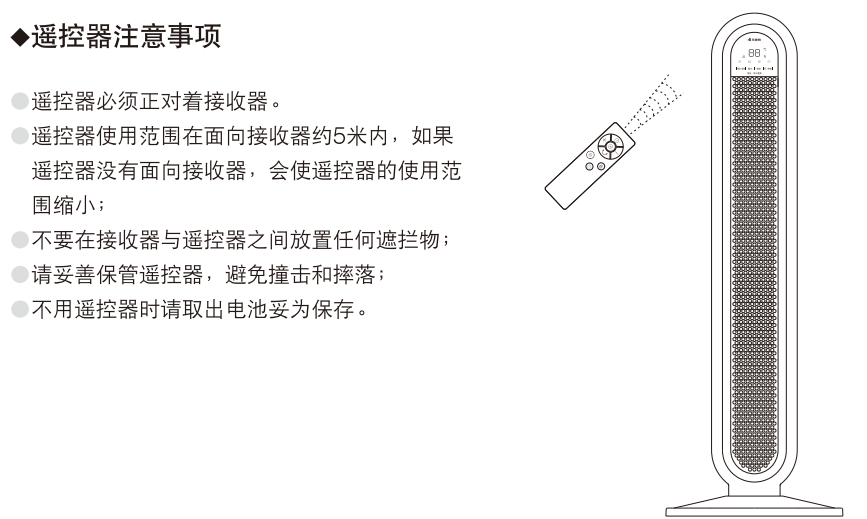 ◆遥控器注意事项
●遥控器必须正对着接收器。
●遥控器使用范围在面向接收器约5米内，如果
遥控器没有面向接收器，会使遥控器的使用范
围缩小；
●不要在接收器与遥控器之间放置任何遮拦物；
●请妥善保管遥控器，避免撞击和摔落；
●不用遥控器时请取出电池妥为保存。
88